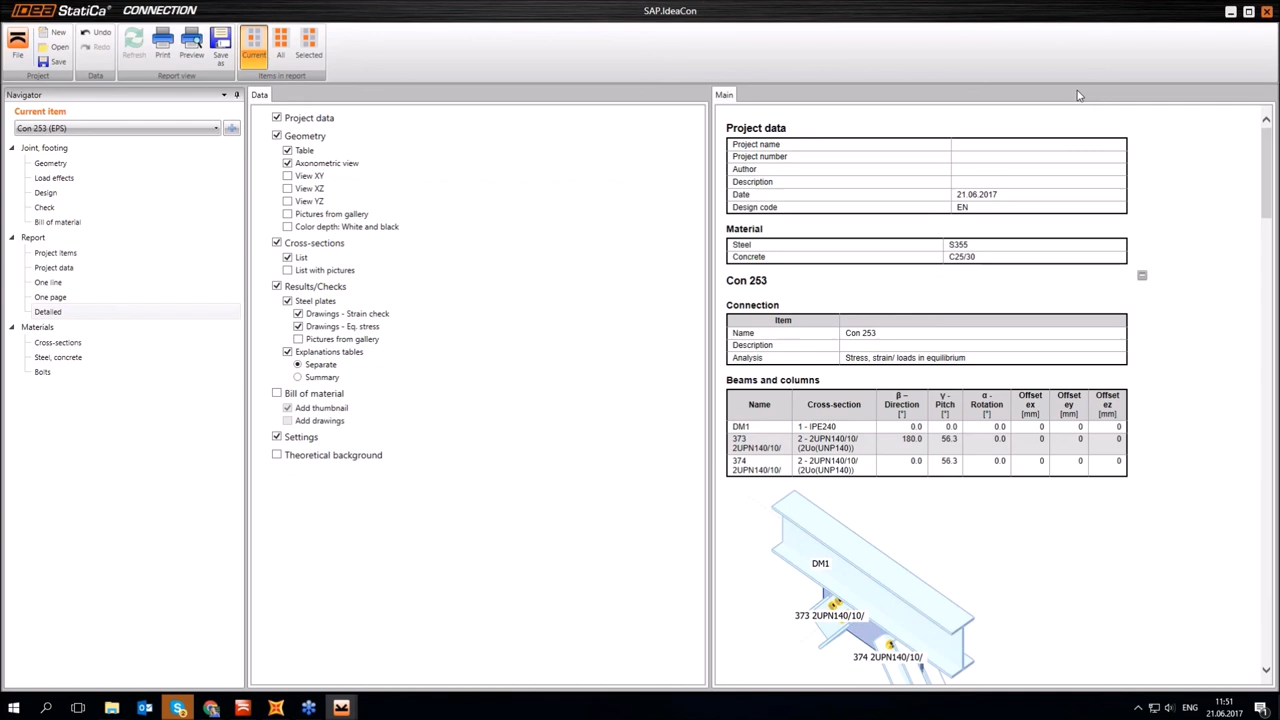 IDEA StatiCa® CONNECTION
SAP.IdeaCon
File
New
Open
Save
Project
Undo
Redo
Data
Refresh
Print
Preview
Save as
Report view
Current
All
Selected
Items in report
Navigator
Current item
Con 253 (EPS)
Joint, footing
Geometry
Load effects
Design
Check
Bill of material
Report
Project items
Project data
One line
One page
Detailed
Materials
Cross-sections
Steel, concrete
Bolts
Data
Project data
Geometry
Table
Axonometric view
View XY
View XZ
View YZ
Pictures from gallery
Color depth: White and black
Cross-sections
List
List with pictures
Results/Checks
Steel plates
Drawings - Strain check
Drawings - Eq. stress
Pictures from gallery
Explanations tables
Separate
Summary
Bill of material
Add thumbnail
Add drawings
Settings
Theoretical background
Main
Project data
Project name
Project number
Author
Description
Date 21.06.2017
Design code EN
Material
Steel S355
Concrete C25/30
Con 253
Connection
Item
Name Con 253
Description
Analysis Stress, strain/ loads in equilibrium
Beams and columns
Name Cross-section β – Direction [°] γ - Pitch [°] α - Rotation [°] Offset ex [mm] Offset ey [mm] Offset ez [mm]
DM1 1 - IPE240 0.0 0.0 0.0 0 0 0
373 2UPN140/10/ 2 - 2UPN140/10/ (2Uo(UNP140)) 180.0 56.3 0.0 0 0 0
374 2UPN140/10/ 2 - 2UPN140/10/ (2Uo(UNP140)) 0.0 56.3 0.0 0 0 0
DM1
373 2UPN140/10/
374 2UPN140/10/
ENG
11:51
21.06.2017